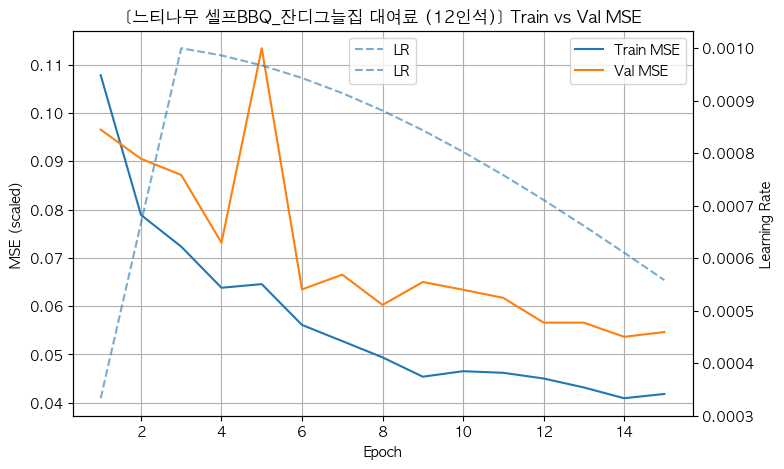 [느티나무 셀프BBQ_잔디그늘집 대여료 (12인석)] Train vs Val MSE
LR
LR
Train MSE
Val MSE
0.11
0.10
0.09
0.08
0.07
0.06
0.05
0.04
MSE (scaled)
0.0010
0.0009
0.0008
0.0007
0.0006
0.0005
0.0004
0.0003
Learning Rate
2 4 6 8 10 12 14
Epoch